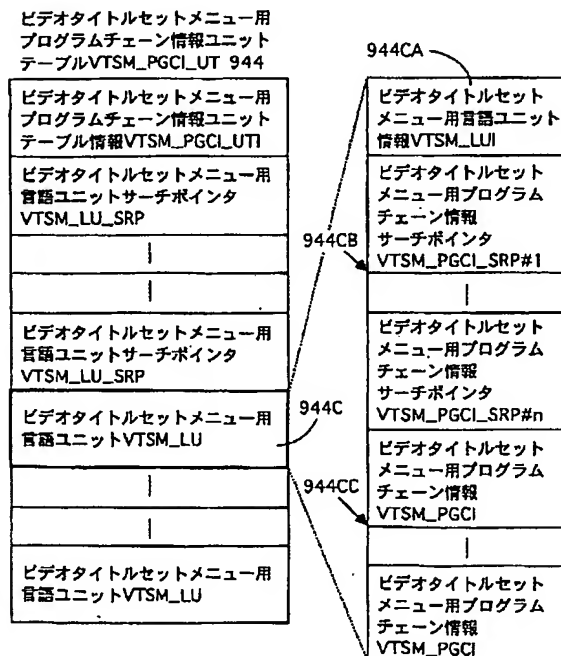 ビデオタイトルセットメニュー用
プログラムチェーン情報ユニット
テーブルVTSM_PGCI_UT 944
ビデオタイトルセットメニュー用
プログラムチェーン情報ユニット
テーブル情報VTSM_PGCI_UTI
ビデオタイトルセットメニュー用
言語ユニットサーチポインタ
VTSM_LU_SRP
ビデオタイトルセットメニュー用
言語ユニットサーチポインタ
VTSM_LU_SRP
ビデオタイトルセットメニュー用
言語ユニットVTSM_LU
ビデオタイトルセットメニュー用
言語ユニットVTSM_LU
944C
944CA
ビデオタイトルセット
メニュー用言語ユニット
情報VTSM_LUI
ビデオタイトルセット
メニュー用プログラム
チェーン情報
サーチポインタ
VTSM_PGCI_SRP#1
944CB
ビデオタイトルセット
メニュー用プログラム
チェーン情報
サーチポインタ
VTSM_PGCI_SRP#n
ビデオタイトルセット
メニュー用プログラム
チェーン情報
VTSM_PGCI
944CC
ビデオタイトルセット
メニュー用プログラム
チェーン情報
VTSM_PGCI